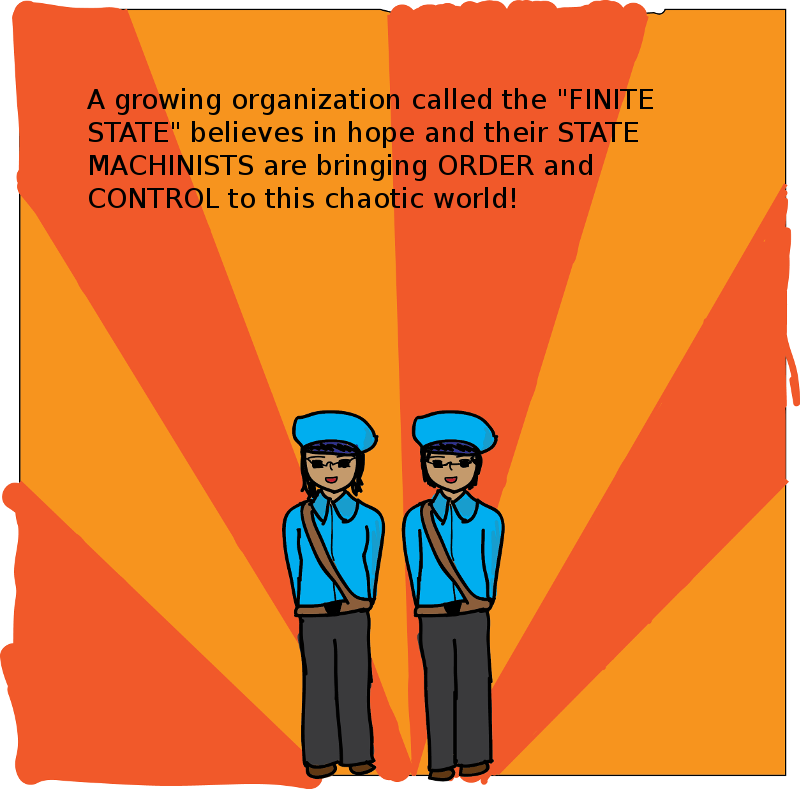 A growing organization called the "FINITE
STATE" believes in hope and their STATE
MACHINISTS are bringing ORDER and
CONTROL to this chaotic world!